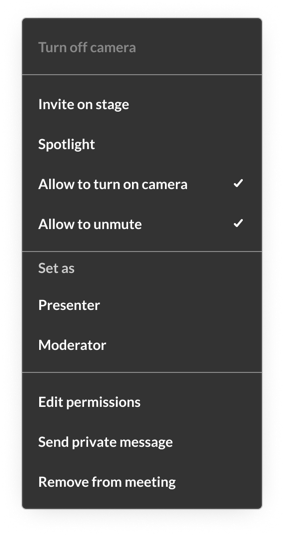 Turn off camera
Invite on stage
Spotlight
Allow to turn on camera
Allow to unmute
Set as
Presenter
Moderator
Edit permissions
Send private message
Remove from meeting